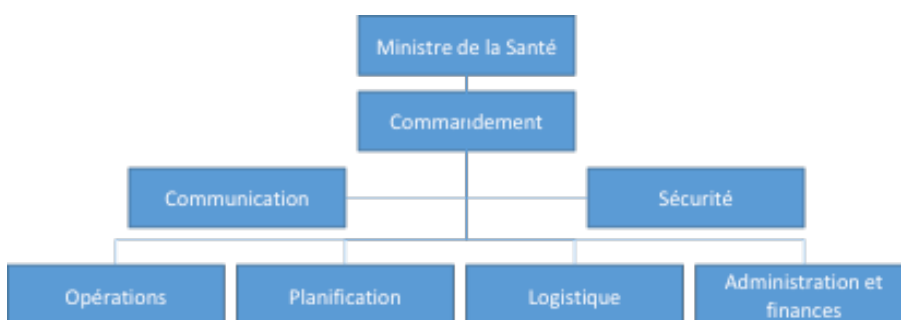 Ministre de la Santé
Commandement
Communication
Sécurité
Opérations
Planification
Logistique
Administration et
finances